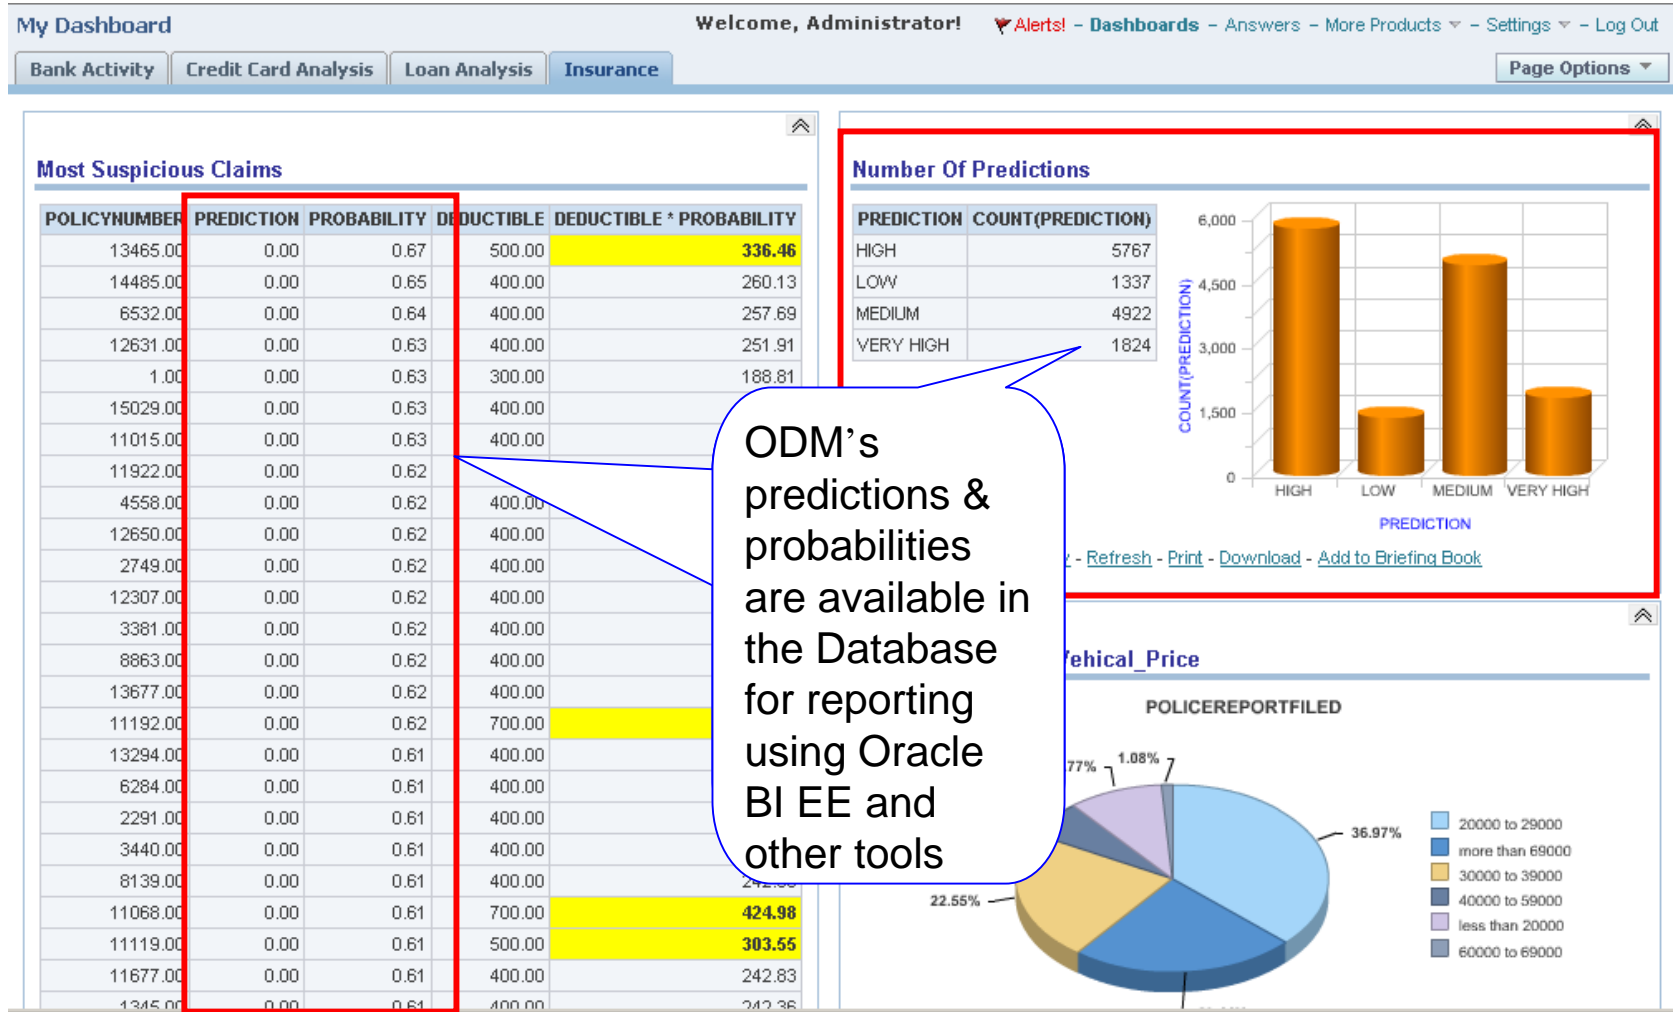 My Dashboard
Welcome, Administrator! Alerts! - Dashboards - Answers - More Products - Settings - Log Out
Bank Activity Credit Card Analysis Loan Analysis Insurance
Page Options
Most Suspicious Claims
POLICYNUMBER PREDICTION PROBABILITY DEDUCTIBLE DEDUCTIBLE * PROBABILITY
13465.00 0.00 0.67 500.00 336.46
14485.00 0.00 0.65 400.00 260.13
6532.00 0.00 0.64 400.00 257.69
12631.00 0.00 0.63 400.00 251.91
1.00 0.00 0.63 300.00 188.81
15029.00 0.00 0.63 400.00
11015.00 0.00 0.63 400.00
11922.00 0.00 0.62
4558.00 0.00 0.62 400.00
12650.00 0.00 0.62 400.00
2749.00 0.00 0.62 400.00
12307.00 0.00 0.62 400.00
3381.00 0.00 0.62 400.00
8863.00 0.00 0.62 400.00
13677.00 0.00 0.62 400.00
11192.00 0.00 0.62 700.00
13294.00 0.00 0.61 400.00
6284.00 0.00 0.61 400.00
2291.00 0.00 0.61 400.00
3440.00 0.00 0.61 400.00
8139.00 0.00 0.61 400.00
11068.00 0.00 0.61 700.00 424.98
11119.00 0.00 0.61 500.00 303.55
11677.00 0.00 0.61 400.00 242.83
1345.00 0.00 0.61 400.00 242.36
ODM's
predictions &
probabilities
are available in
the Database
for reporting
using Oracle
BI EE and
other tools
Number Of Predictions
PREDICTION COUNT(PREDICTION)
HIGH 5767
LOW 1337
MEDIUM 4922
VERY HIGH 1824
COUNT(PREDICTION)
6,000
4,500
3,000
1,500
0
HIGH LOW MEDIUM VERY HIGH
PREDICTION
- Refresh - Print - Download - Add to Briefing Book
Vehical_Price
POLICEREPORTFILED
.77% 1.08%
36.97%
22.55%
20000 to 29000
more than 69000
30000 to 39000
40000 to 59000
less than 20000
60000 to 69000